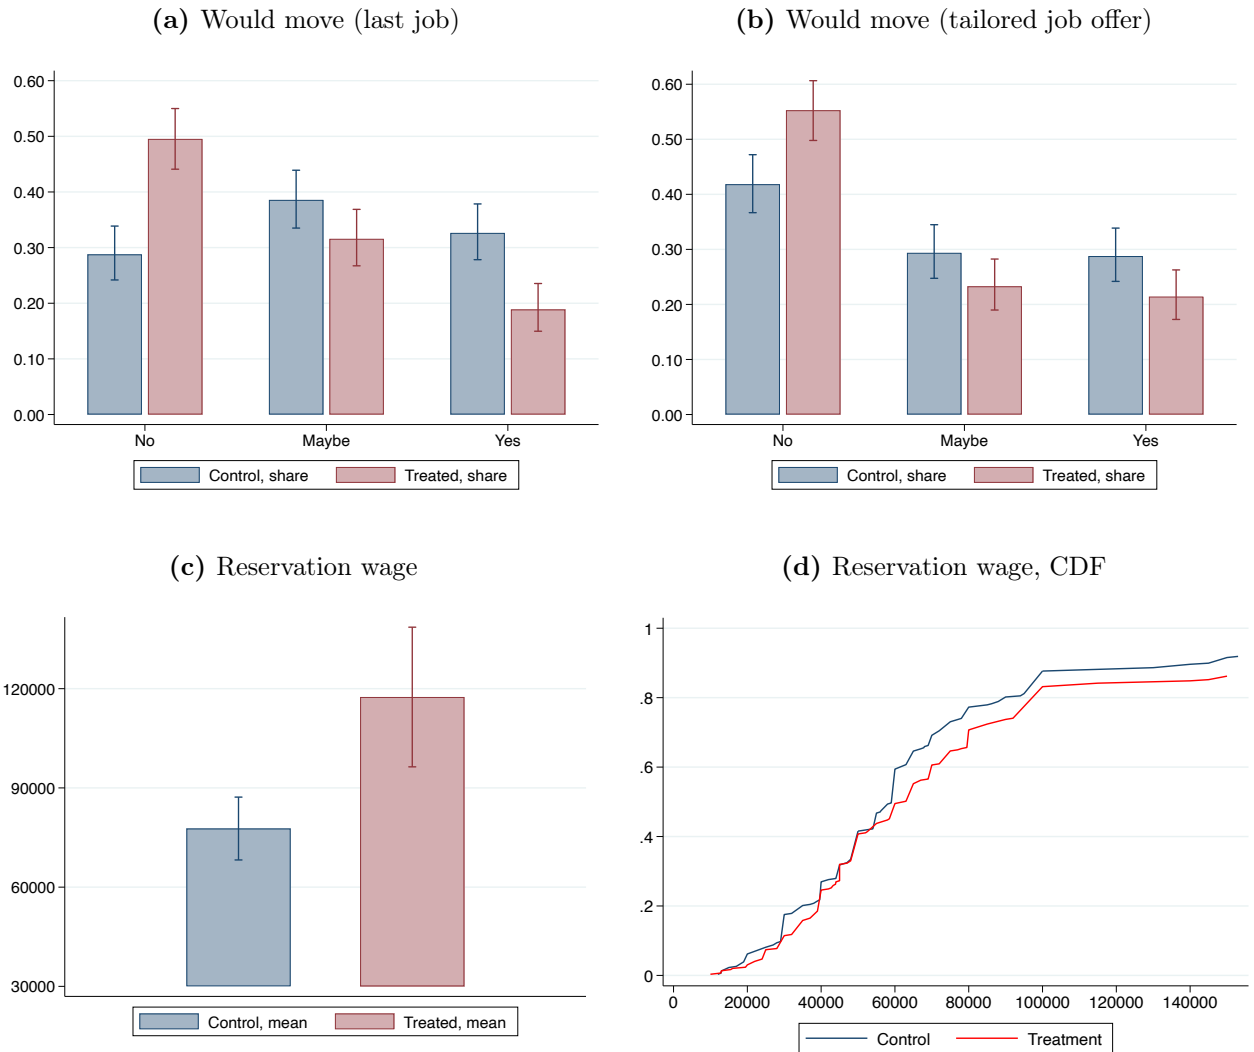 (a) Would move (last job)
0.60
0.50
0.40
0.30
0.20
0.10
0.00
No Maybe Yes
Control, share Treated, share
(b) Would move (tailored job offer)
0.60
0.50
0.40
0.30
0.20
0.10
0.00
No Maybe Yes
Control, share Treated, share
(c) Reservation wage
120000
90000
60000
30000
Control, mean Treated, mean
(d) Reservation wage, CDF
1
.8
.6
.4
.2
0
0 20000 40000 60000 80000 100000 120000 140000
Control Treatment